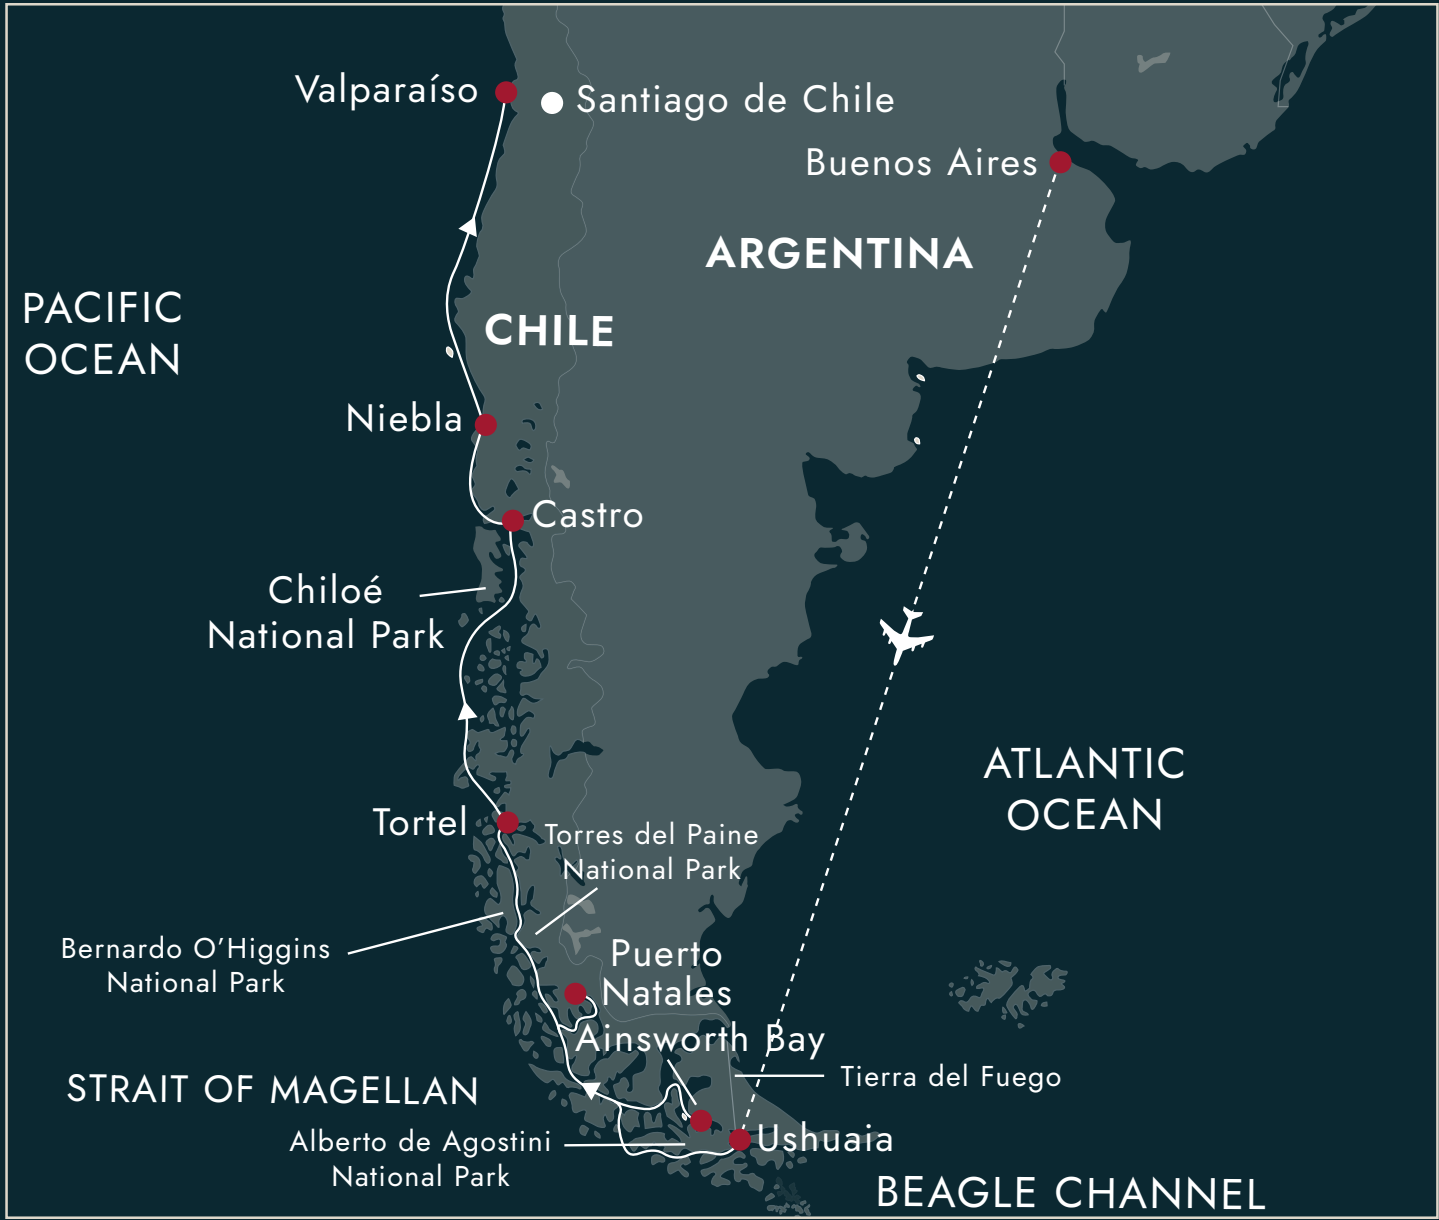 Valparaíso
Santiago de Chile
Buenos Aires
ARGENTINA
PACIFIC
OCEAN
CHILE
Niebla
Castro
Chiloé
National Park
ATLANTIC
OCEAN
Tortel
Torres del Paine
National Park
Bernardo O’Higgins
National Park
Puerto
Natales
Ainsworth Bay
STRAIT OF MAGELLAN
Tierra del Fuego
Alberto de Agostini
National Park
Ushuaia
BEAGLE CHANNEL